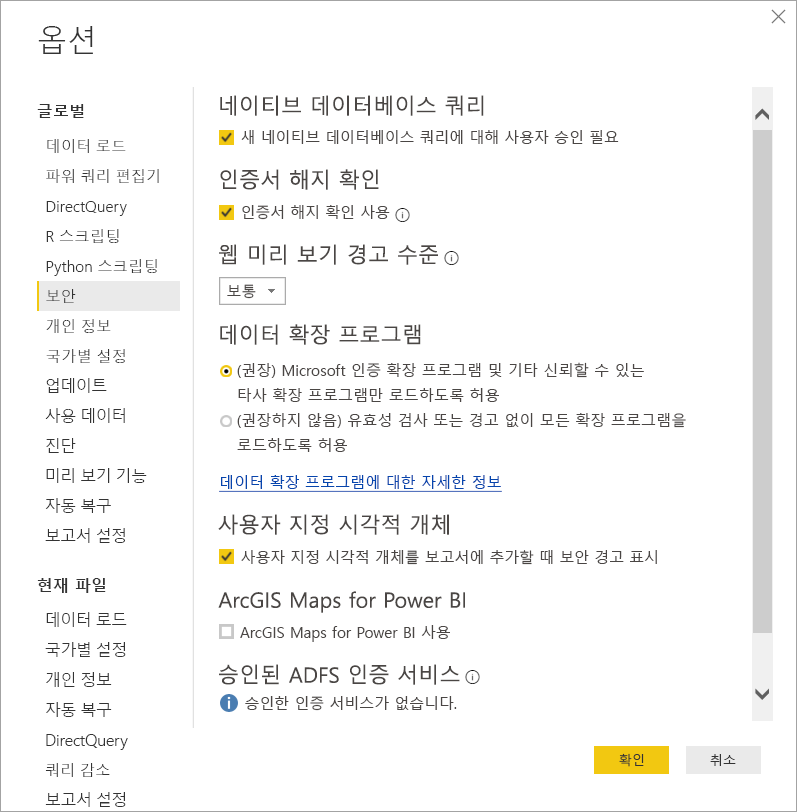 옵션
글로벌
데이터 로드
파워 쿼리 편집기
DirectQuery
R 스크립팅
Python 스크립팅
보안
개인 정보
국가별 설정
업데이트
사용 데이터
진단
미리 보기 기능
자동 복구
보고서 설정
현재 파일
데이터 로드
국가별 설정
개인 정보
자동 복구
DirectQuery
쿼리 감소
보고서 설정
네이티브 데이터베이스 쿼리
새 네이티브 데이터베이스 쿼리에 대해 사용자 승인 필요
인증서 해지 확인
인증서 해지 확인 사용
웹 미리 보기 경고 수준
보통
데이터 확장 프로그램
(권장) Microsoft 인증 확장 프로그램 및 기타 신뢰할 수 있는
타사 확장 프로그램만 로드하도록 허용
(권장하지 않음) 유효성 검사 또는 경고 없이 모든 확장 프로그램을
로드하도록 허용
데이터 확장 프로그램에 대한 자세한 정보
사용자 지정 시각적 개체
사용자 지정 시각적 개체를 보고서에 추가할 때 보안 경고 표시
ArcGIS Maps for Power BI
ArcGIS Maps for Power BI 사용
승인된 ADFS 인증 서비스
승인한 인증 서비스가 없습니다.
확인
취소